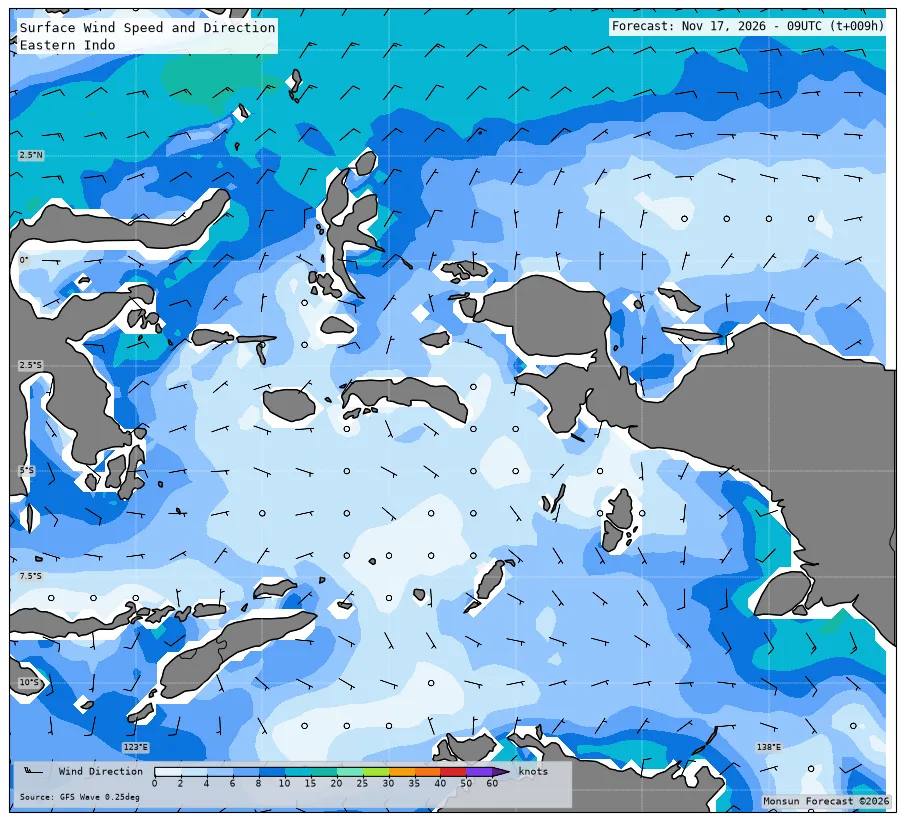 Surface Wind Speed and Direction
Eastern Indo
Forecast: Nov 17, 2026 - 09UTC (t+009h)
2.5°N
0°
2.5°S
5°S
7.5°S
10°S
123°E
138°E
Wind Direction
0 2 4 6 8 10 15 20 25 30 35 40 50 60
knots
Source: GFS Wave 0.25deg
Monsun Forecast ©2026